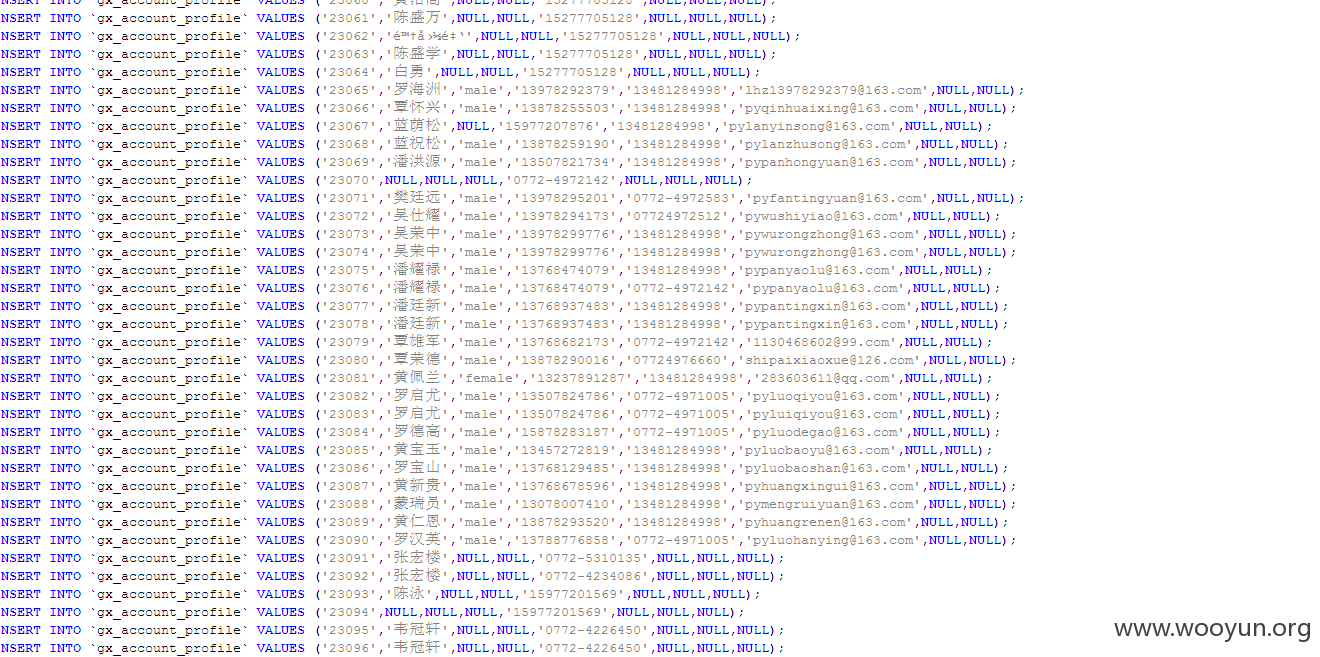 NSERT INTO `gx_account_profile` VALUES ('23061','陈盛万',NULL,NULL,'15277705128',NULL,NULL,NULL);
NSERT INTO `gx_account_profile` VALUES ('23062',NULL,NULL,'15277705128',NULL,NULL,NULL);
NSERT INTO `gx_account_profile` VALUES ('23063','陈盛学',NULL,NULL,'15277705128',NULL,NULL,NULL);
NSERT INTO `gx_account_profile` VALUES ('23064','白勇',NULL,NULL,'15277705128',NULL,NULL,NULL);
NSERT INTO `gx_account_profile` VALUES ('23065','罗海洲','male','13978292379','13481284998','lhz13978292379@163.com',NULL,NULL);
NSERT INTO `gx_account_profile` VALUES ('23066','覃怀兴','male','13878255503','13481284998','pyqinhuaixing@163.com',NULL,NULL);
NSERT INTO `gx_account_profile` VALUES ('23067','蓝荫松',NULL,'15977207876','13481284998','pylanyinsong@163.com',NULL,NULL);
NSERT INTO `gx_account_profile` VALUES ('23068','蓝祝松','male','13878259190','13481284998','pylanzhusong@163.com',NULL,NULL);
NSERT INTO `gx_account_profile` VALUES ('23069','潘洪源','male','13507821734','13481284998','pypanhongyuan@163.com',NULL,NULL);
NSERT INTO `gx_account_profile` VALUES ('23070',NULL,NULL,NULL,'0772-4972142',NULL,NULL,NULL);
NSERT INTO `gx_account_profile` VALUES ('23071','樊廷远','male','13978295201','0772-4972583','pyfantingyuan@163.com',NULL,NULL);
NSERT INTO `gx_account_profile` VALUES ('23072','吴仕耀','male','13978294173','07724972512','pywushiyiao@163.com',NULL,NULL);
NSERT INTO `gx_account_profile` VALUES ('23073','吴荣中','male','13978299776','13481284998','pywurongzhong@163.com',NULL,NULL);
NSERT INTO `gx_account_profile` VALUES ('23074','吴荣中','male','13978299776','13481284998','pywurongzhong@163.com',NULL,NULL);
NSERT INTO `gx_account_profile` VALUES ('23075','潘耀禄','male','13768474079','13481284998','pypanyaolu@163.com',NULL,NULL);
NSERT INTO `gx_account_profile` VALUES ('23076','潘耀禄','male','13768474079','0772-4972142','pypanyaolu@163.com',NULL,NULL);
NSERT INTO `gx_account_profile` VALUES ('23077','潘廷新','male','13768937483','13481284998','pypantingxin@163.com',NULL,NULL);
NSERT INTO `gx_account_profile` VALUES ('23078','潘廷新','male','13768937483','13481284998','pypantingxin@163.com',NULL,NULL);
NSERT INTO `gx_account_profile` VALUES ('23079','覃雄军','male','13768682173','0772-4972142','1130468602@99.com',NULL,NULL);
NSERT INTO `gx_account_profile` VALUES ('23080','覃荣德','male','13878290016','07724976660','shipaixiaoxue@126.com',NULL,NULL);
NSERT INTO `gx_account_profile` VALUES ('23081','黄佩兰','female','13237891287','13481284998','283603611@qq.com',NULL,NULL);
NSERT INTO `gx_account_profile` VALUES ('23082','罗启尤','male','13507824786','0772-4971005','pyluoqiyou@163.com',NULL,NULL);
NSERT INTO `gx_account_profile` VALUES ('23083','罗启尤','male','13507824786','0772-4971005','pyluiqiyou@163.com',NULL,NULL);
NSERT INTO `gx_account_profile` VALUES ('23084','罗德高','male','15878283187','0772-4971005','pyluodegao@163.com',NULL,NULL);
NSERT INTO `gx_account_profile` VALUES ('23085','黄宝玉','male','13457272819','13481284998','pyluobaoyu@163.com',NULL,NULL);
NSERT INTO `gx_account_profile` VALUES ('23086','罗宝山','male','13768129485','13481284998','pyluobaoshan@163.com',NULL,NULL);
NSERT INTO `gx_account_profile` VALUES ('23087','黄新贵','male','13768678596','13481284998','pyhuangxingui@163.com',NULL,NULL);
NSERT INTO `gx_account_profile` VALUES ('23088','蒙瑞员','male','13078007410','13481284998','pymengruiyuan@163.com',NULL,NULL);
NSERT INTO `gx_account_profile` VALUES ('23089','黄仁恩','male','13878293520','13481284998','pyhuangrenen@163.com',NULL,NULL);
NSERT INTO `gx_account_profile` VALUES ('23090','罗汉英','male','13788776858','0772-4971005','pyluohanying@163.com',NULL,NULL);
NSERT INTO `gx_account_profile` VALUES ('23091','张宏楼',NULL,NULL,'0772-5310135',NULL,NULL,NULL);
NSERT INTO `gx_account_profile` VALUES ('23092','张宏楼',NULL,NULL,'0772-4234086',NULL,NULL,NULL);
NSERT INTO `gx_account_profile` VALUES ('23093','陈泳',NULL,NULL,'15977201569',NULL,NULL,NULL);
NSERT INTO `gx_account_profile` VALUES ('23094',NULL,NULL,NULL,'15977201569',NULL,NULL,NULL);
NSERT INTO `gx_account_profile` VALUES ('23095','韦冠轩',NULL,NULL,'0772-4226450',NULL,NULL,NULL);
NSERT INTO `gx_account_profile` VALUES ('23096','韦冠轩',NULL,NULL,'0772-4226450',NULL,NULL,NULL);
www.wooyun.org